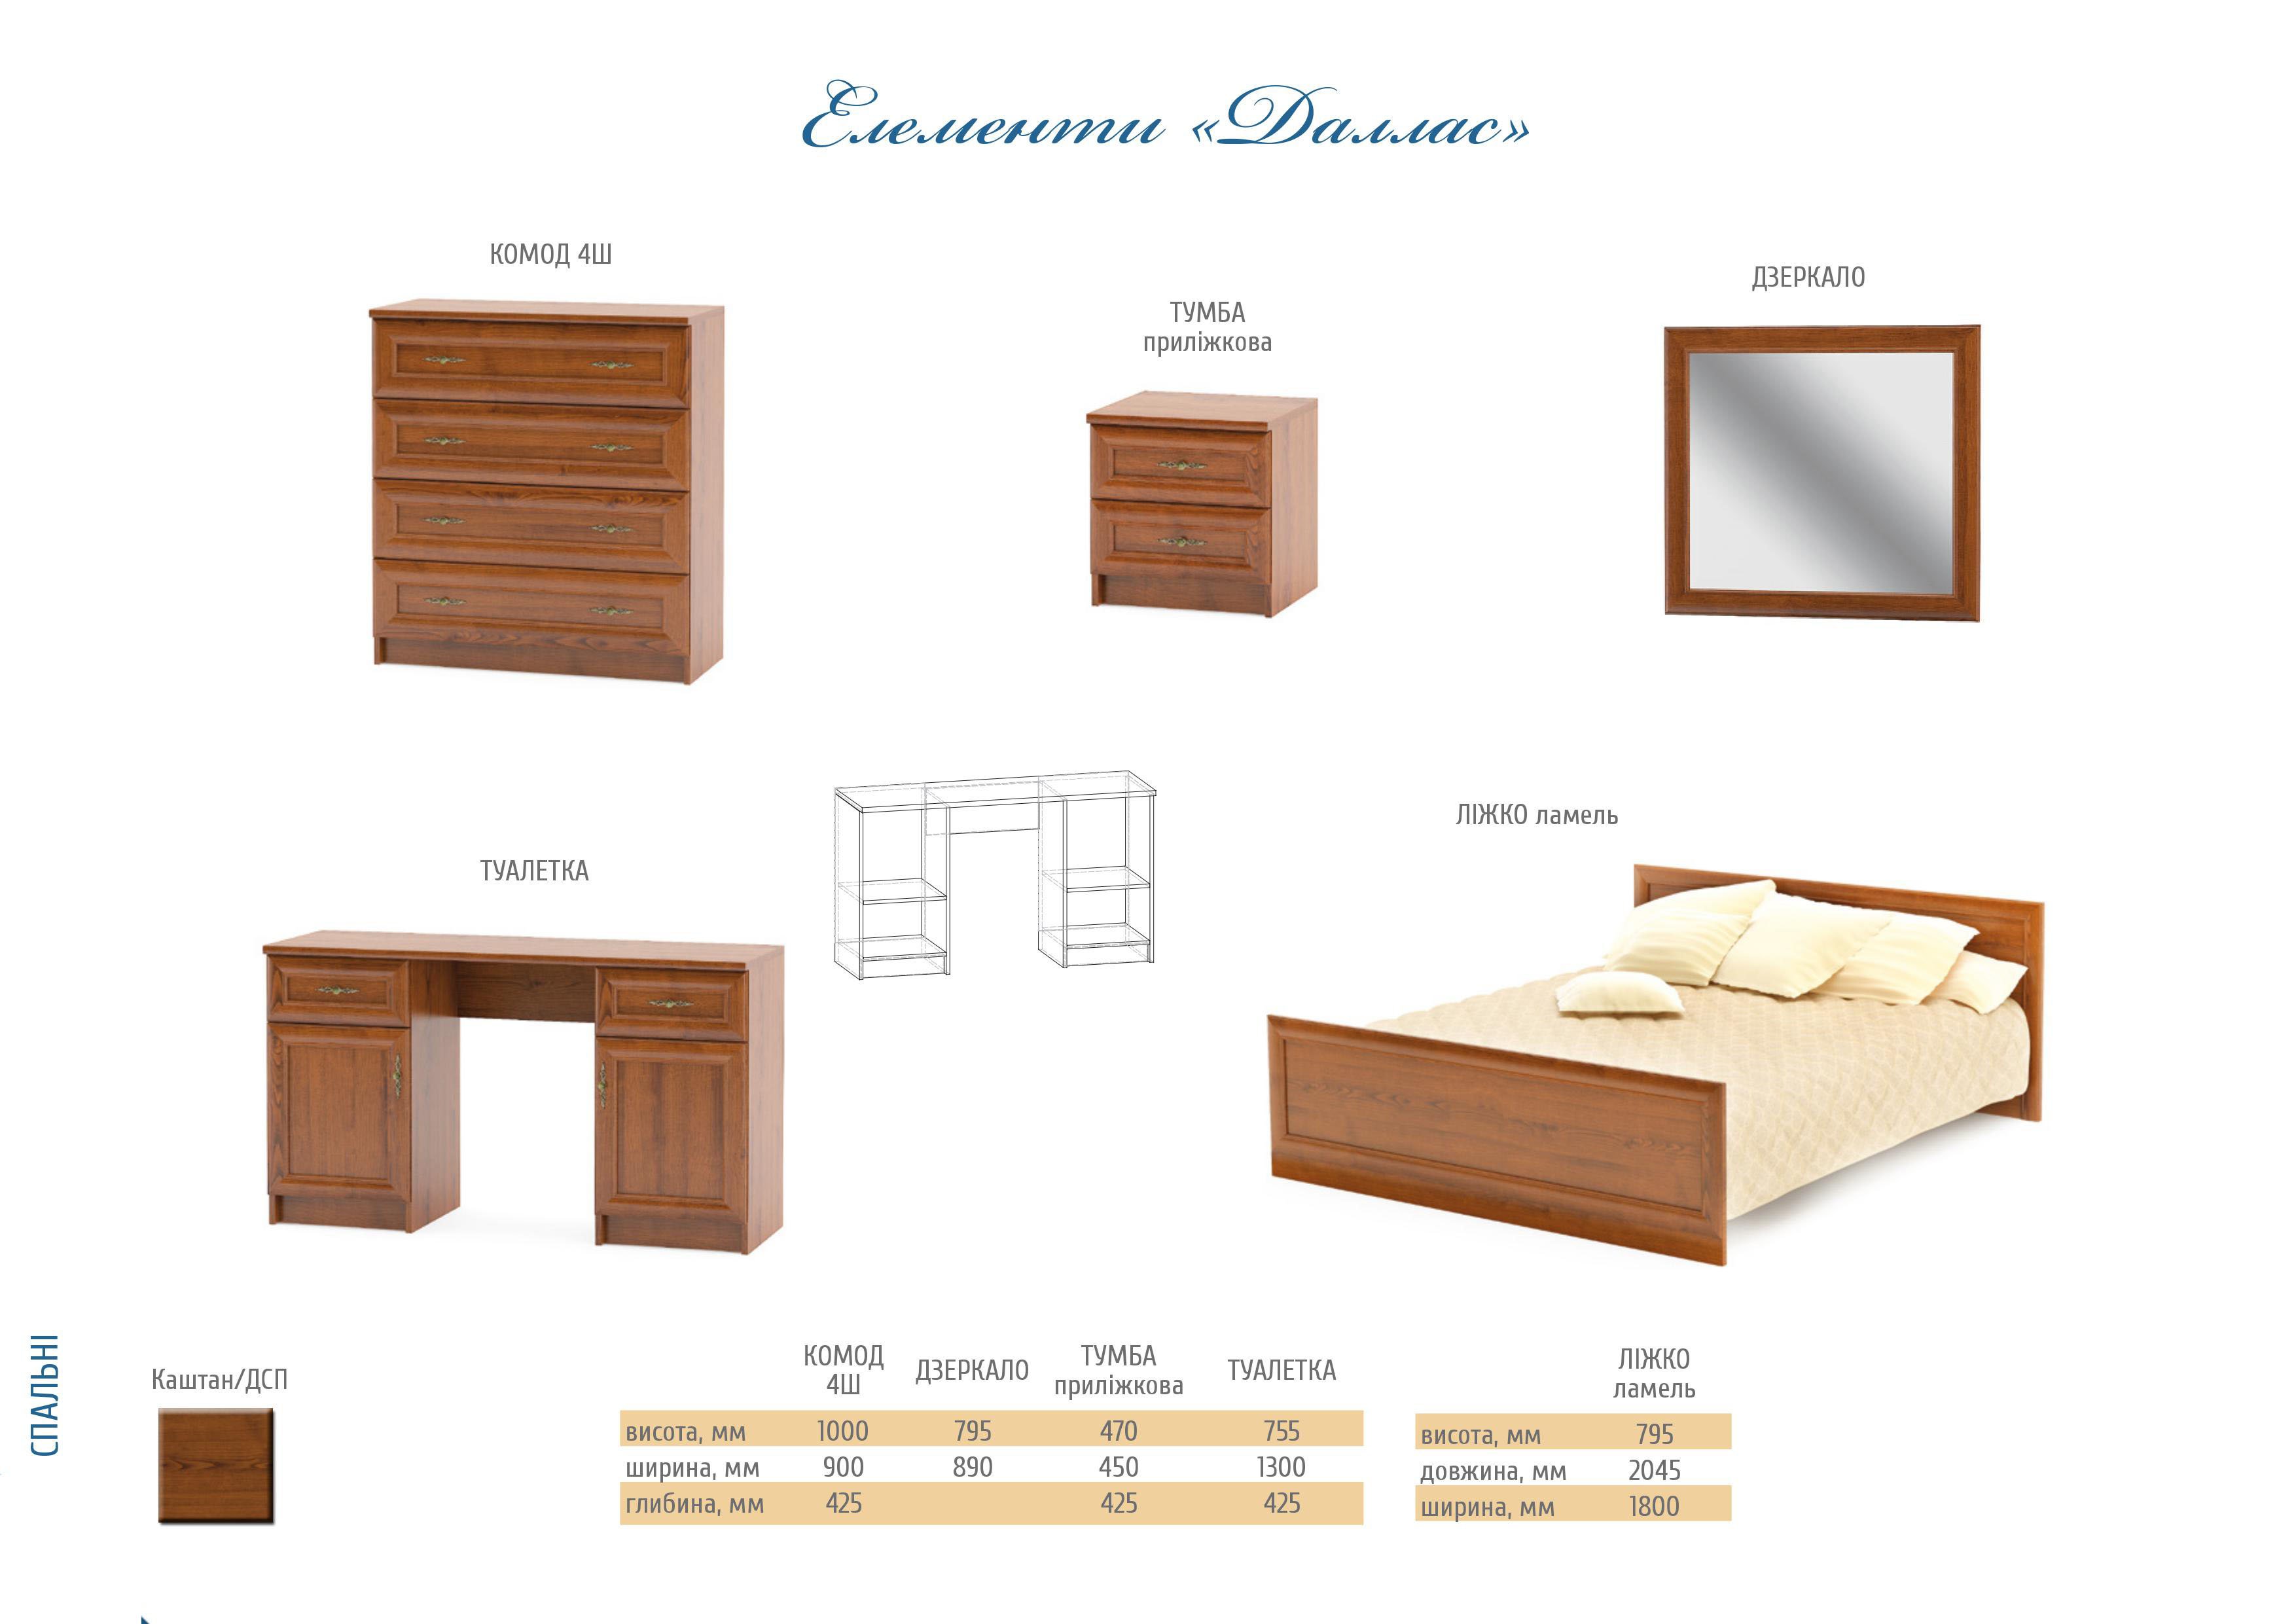 Елементи «Даллас»
КОМОД 4Ш
ТУМБА
приліжкова
ДЗЕРКАЛО
ТУАЛЕТКА
ЛІЖКО ламель
СПАЛЬНІ
Каштан/ДСП
КОМОД 4Ш ДЗЕРКАЛО ТУМБА приліжкова ТУАЛЕТКА
висота, мм 1000 795 470 755
ширина, мм 900 890 450 1300
глибина, мм 425 425 425
ЛІЖКО
ламель
висота, мм 795
довжина, мм 2045
ширина, мм 1800